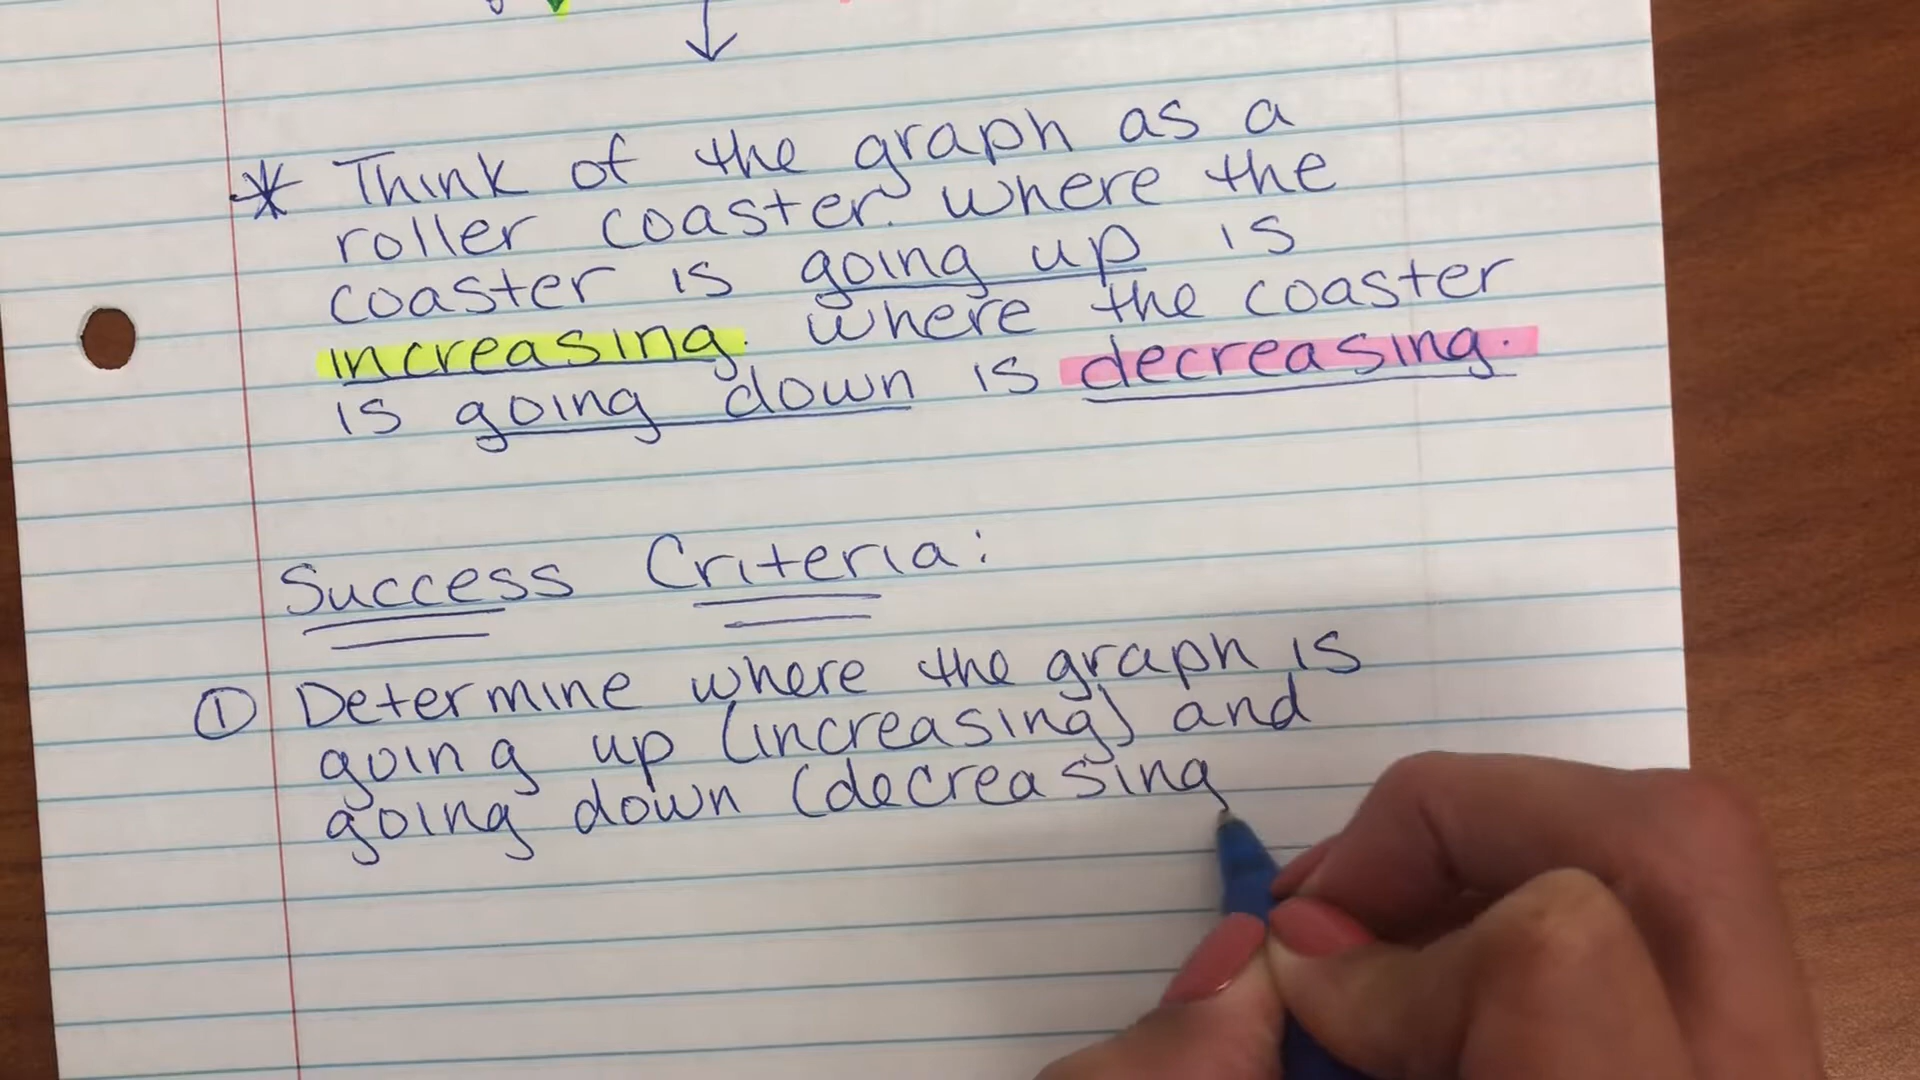 * Think of the graph as a
roller coaster. where the
coaster is going up is
increasing. where the coaster
is going down is decreasing.
Success Criteria:
① Determine where the graph is
going up (increasing) and
going down (decreasing